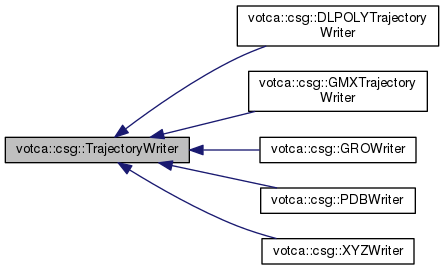 votca::csg::DLPOLYTrajectory
Writer
votca::csg::GMXTrajectory
Writer
votca::csg::TrajectoryWriter
votca::csg::GROWriter
votca::csg::PDBWriter
votca::csg::XYZWriter